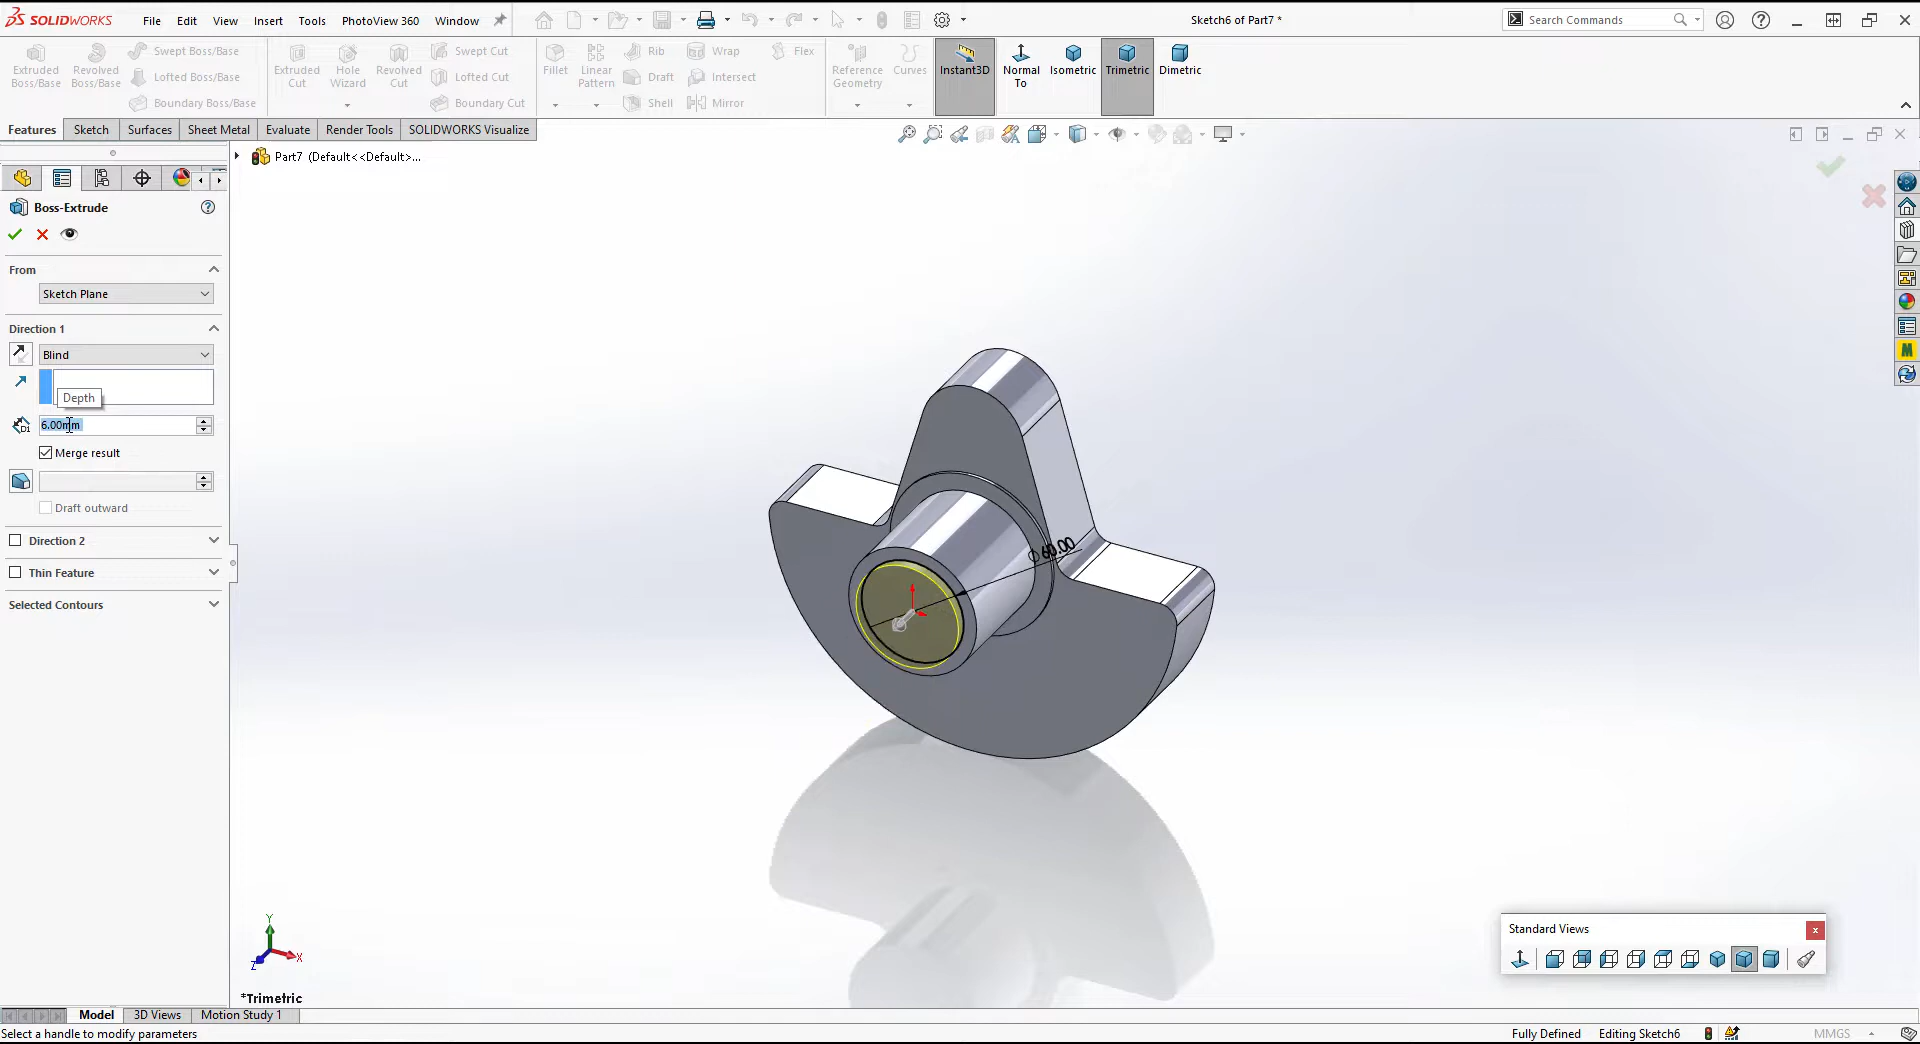 SOLIDWORKS File Edit View Insert Tools PhotoView 360 Window Sketch6 of Part7 * Search Commands
Extruded Boss/Base Revolved Boss/Base Swept Boss/Base Lofted Boss/Base Boundary Boss/Base Extruded Cut Hole Wizard Revolved Cut Swept Cut Lofted Cut Boundary Cut Fillet Linear Pattern Rib Draft Shell Wrap Intersect Mirror Flex Reference Geometry Curves Instant3D Normal To Isometric Trimetric Dimetric
Features Sketch Surfaces Sheet Metal Evaluate Render Tools SOLIDWORKS Visualize
Part7 (Default<<Default>...
Boss-Extrude
From
Sketch Plane
Direction 1
Blind
Depth
6.00mm
Merge result
Draft outward
Direction 2
Thin Feature
Selected Contours
∅60.00
Y
X
Z
*Trimetric
Standard Views
Model 3D Views Motion Study 1
Select a handle to modify parameters Fully Defined Editing Sketch6 MMGS